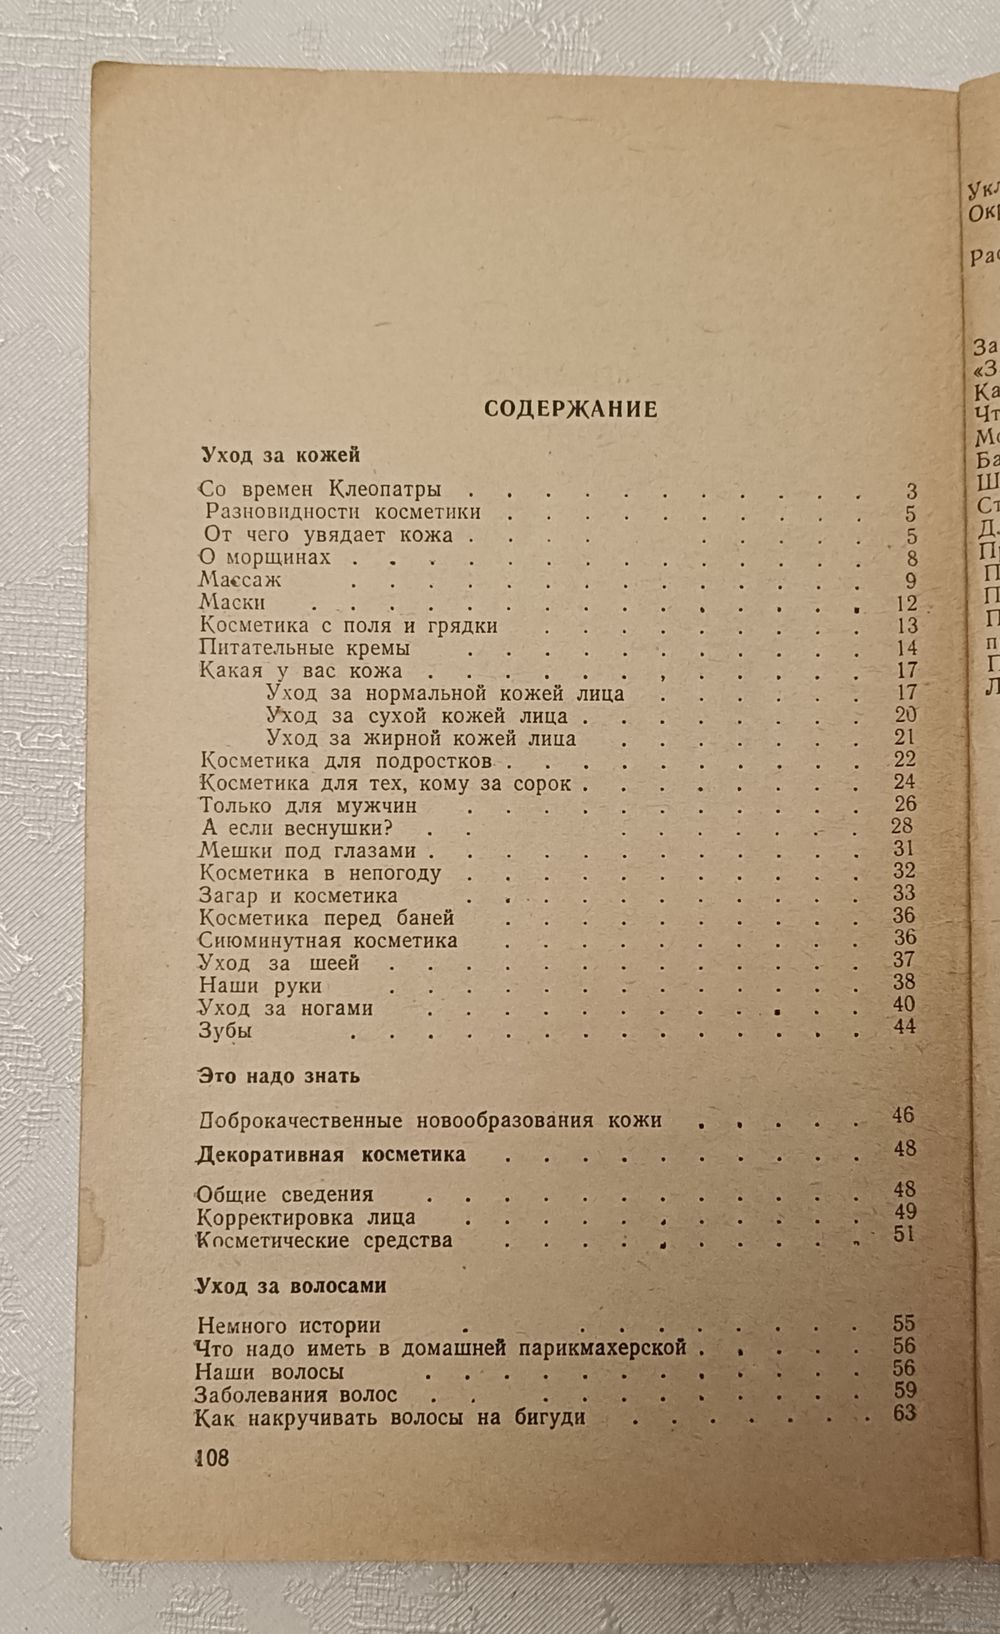 СОДЕРЖАНИЕ
Уход за кожей
Со времен Клеопатры . . . . . . . . . . . 3
Разновидности косметики . . . . . . . . . . 5
От чего увядает кожа . . . . . . . . . 5
О морщинах . . . . . . . . . . . . . . 8
Массаж . . . . . . . . . . . . . . 9
Маски . . . . . . . . . . . . . . . 12
Косметика с поля и грядки . . . . . . . . . 13
Питательные кремы . . . . . . . . . . . 14
Какая у вас кожа . . . . . . . . . . . . 17
Уход за нормальной кожей лица . . . . . . 17
Уход за сухой кожей лица . . . . . . . . 20
Уход за жирной кожей лица . . . . . . . 21
Косметика для подростков . . . . . . . . . . 22
Косметика для тех, кому за сорок . . . . . . . . 24
Только для мужчин . . . . . . . . . . . 26
А если веснушки? . . . . . . . . . 28
Мешки под глазами . . . . . . . . . . . . 31
Косметика в непогоду . . . . . . . . . . . 32
Загар и косметика . . . . . . . . . . . 33
Косметика перед баней . . . . . . . . . . 36
Сиюминутная косметика . . . . . . . . . . 36
Уход за шеей . . . . . . . . . . . . . 37
Наши руки . . . . . . . . . . . . . 38
Уход за ногами . . . . . . . . . . . . 40
Зубы . . . . . . . . . . . . . . 44
Это надо знать
Доброкачественные новообразования кожи . . . . . 46
Декоративная косметика . . . . . . . . . . 48
Общие сведения . . . . . . . . . . . . 48
Корректировка лица . . . . . . . . . . . 49
Косметические средства . . . . . . . . . . 51
Уход за волосами
Немного истории . . . . . . . . . 55
Что надо иметь в домашней парикмахерской . . . . . 56
Наши волосы . . . . . . . . . . . . 56
Заболевания волос . . . . . . . . . . . 59
Как накручивать волосы на бигуди . . . . . . . 63
108